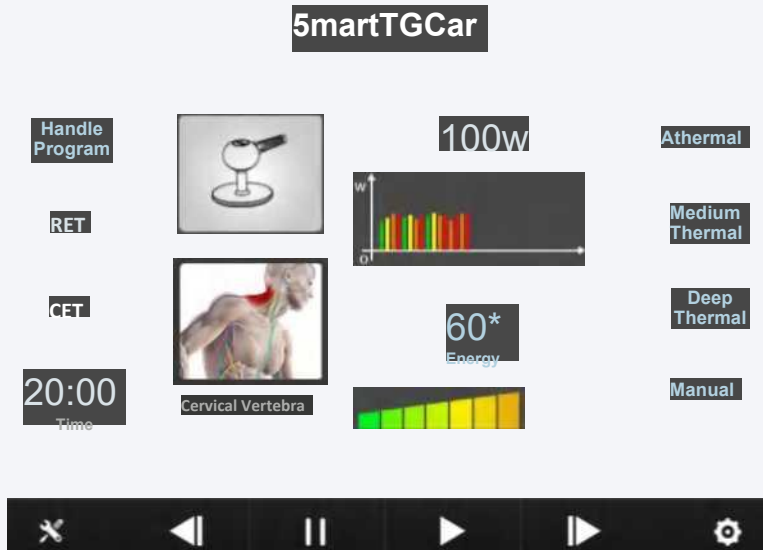 5martTGCar
Handle
Program
100w
Athermal
W
RET
Medium
Thermal
O
CET
60*
Energy
Deep
Thermal
20:00
Time
Cervical Vertebra
Manual